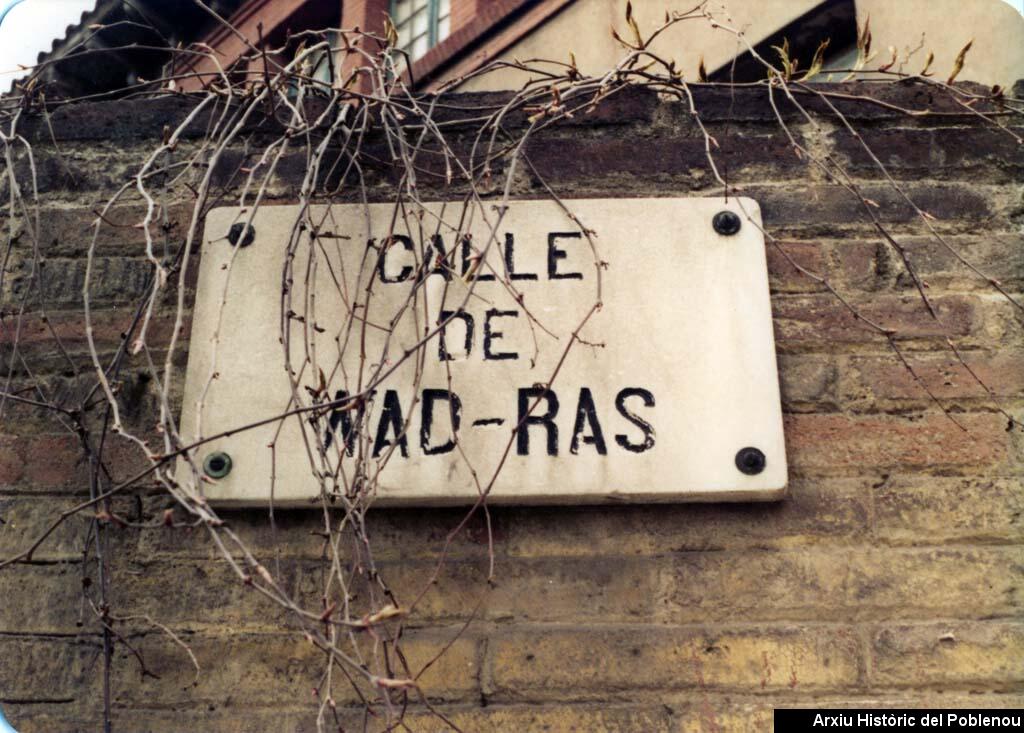 CALLE
DE
WAD-RAS
Arxiu Històric del Poblenou